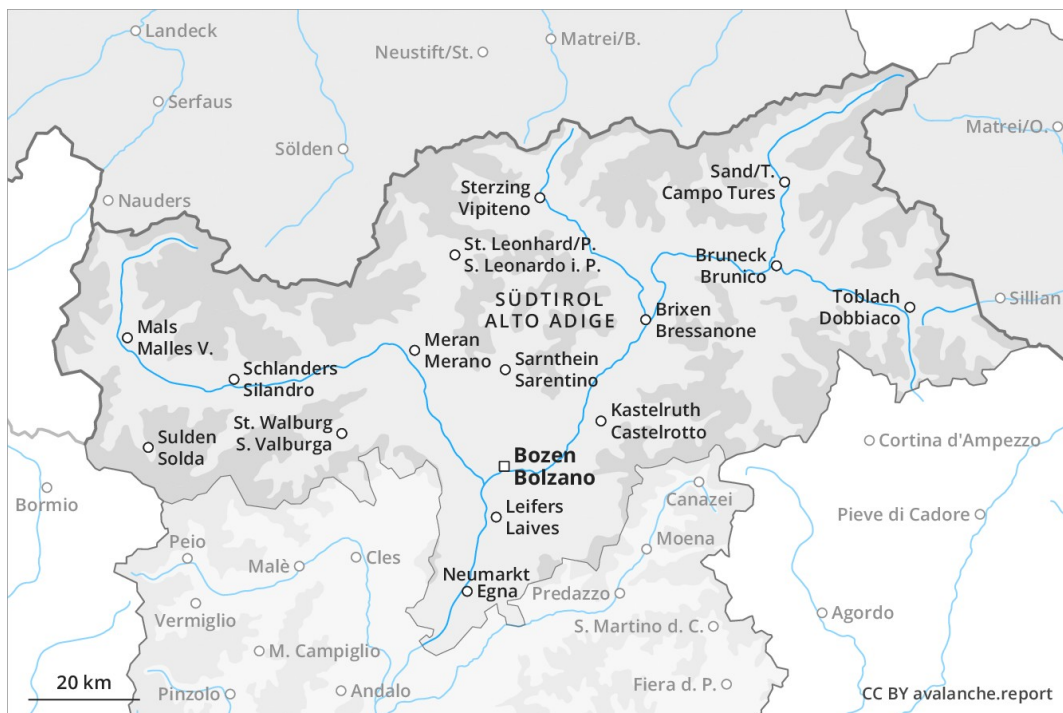 Landeck
Matrei/B.
Neustift/St.
Serfaus
Matrei/O.
Sölden
Sand/T.
Campo Tures
Sterzing
Vipiteno
Nauders
St. Leonhard/P.
S. Leonardo i. P.
Bruneck
Brunico
SÜDTIROL
ALTO ADIGE
Toblach
Dobbiaco
Sillian
Brixen
Bressanone
Mals
Malles V.
Meran
Merano
Sarnthein
Sarentino
Schlanders
Silandro
Kastelruth
Castelrotto
St. Walburg
S. Valburga
Sulden
Solda
Cortina d'Ampezzo
Bozen
Bolzano
Bormio
Canazei
Leifers
Laives
Pieve di Cadore
Moena
Peio
Malè
Cles
Neumarkt
Egna
Predazzo
Vermiglio
Agordo
S. Martino d. C.
M. Campiglio
20 km
Pinzolo
Andalo
Fiera d. P.
CC BY avalanche.report